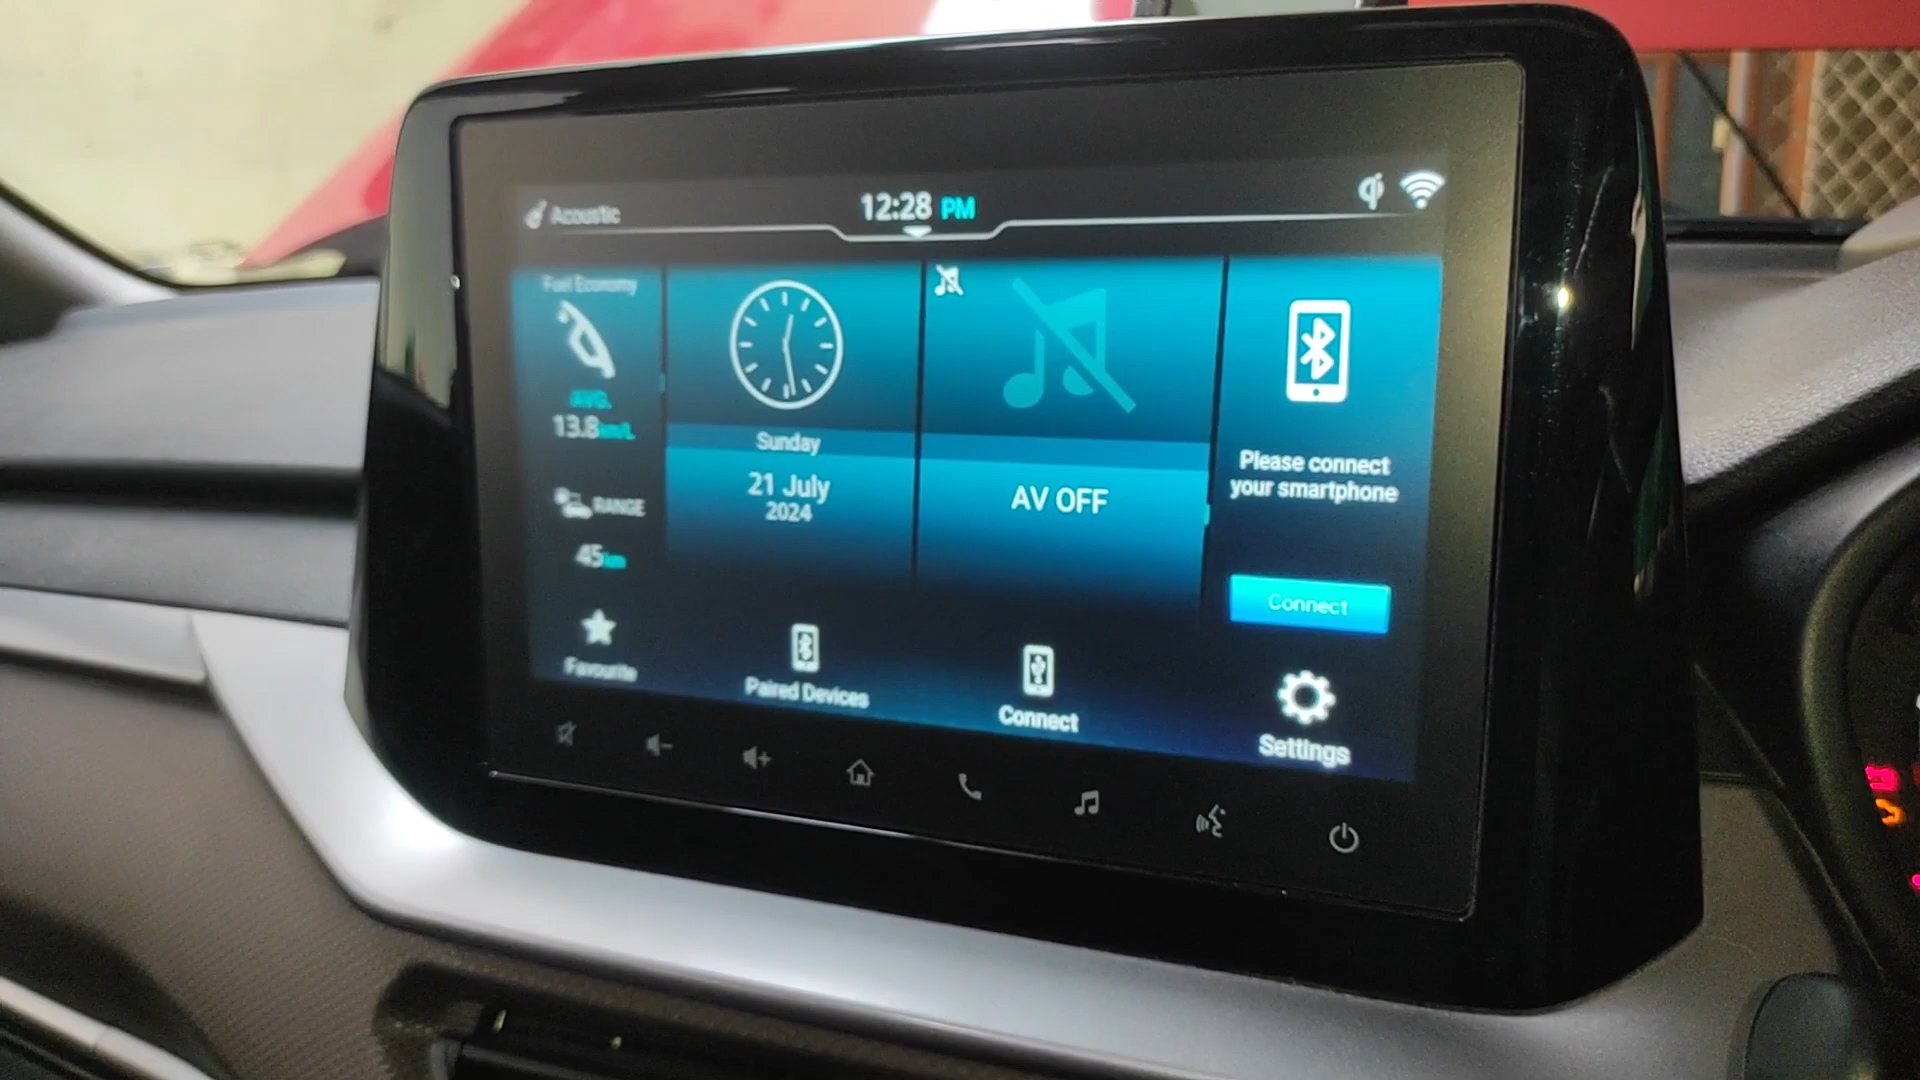 Acoustic
12:28 PM
Fuel Economy
AVG.
13.8km/L
RANGE
45km
Favourite
Sunday
21 July
2024
AV OFF
Please connect
your smartphone
Connect
Paired Devices
Connect
Settings